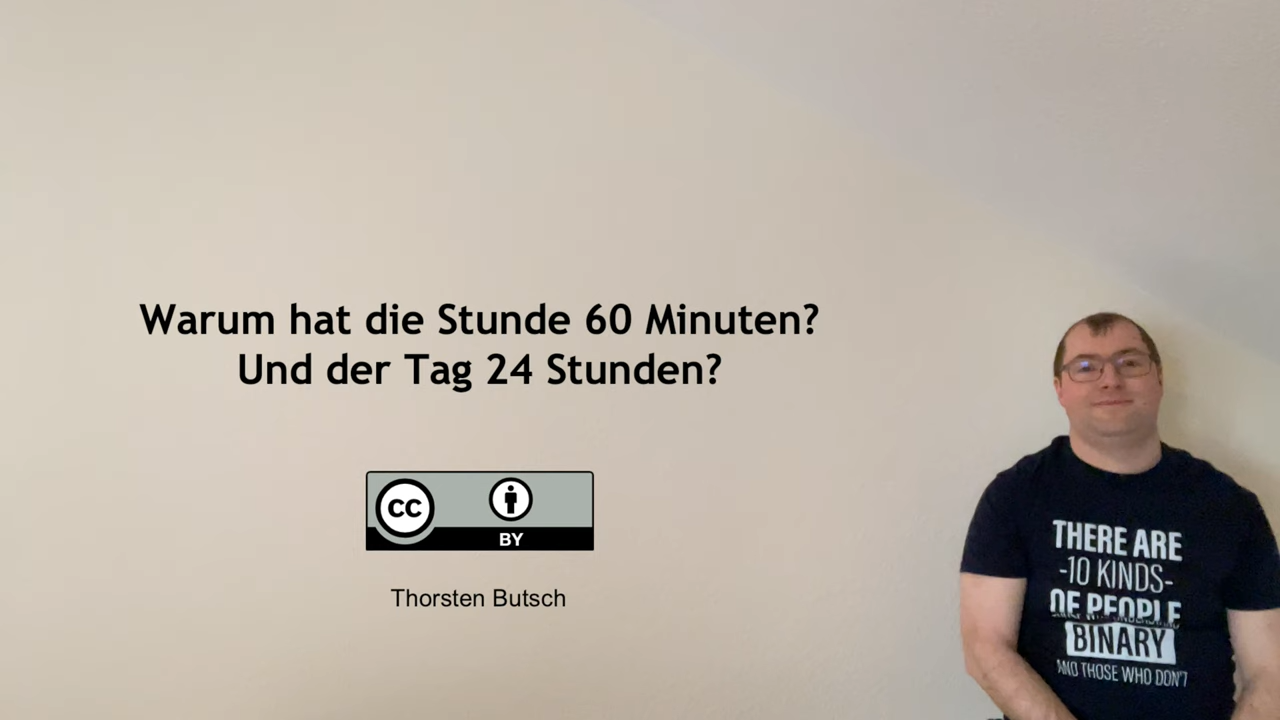 Warum hat die Stunde 60 Minuten?
Und der Tag 24 Stunden?
CC
BY
Thorsten Butsch
THERE ARE
-10 KINDS-
OF PEOPLE
BINARY
AND THOSE WHO DON'T